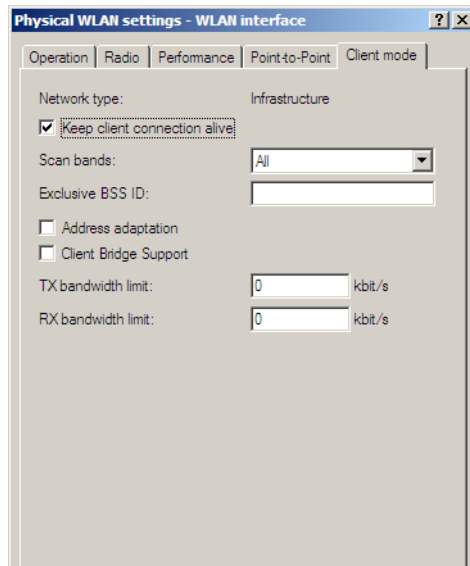 Physical WLAN settings - WLAN interface ? X
Operation Radio Performance Point-to-Point Client mode
Network type: Infrastructure
Keep client connection alive
Scan bands: All
Exclusive BSS ID:
Address adaptation
Client Bridge Support
TX bandwidth limit: 0 kbit/s
RX bandwidth limit: 0 kbit/s